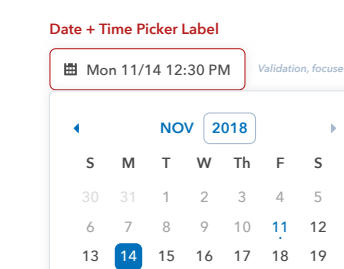 Date + Time Picker Label
Mon 11/14 12:30 PM
Validation, focuse
NOV 2018
S M T W Th F S
30 31 1 2 3 4 5
6 7 8 9 10 11 12
13 14 15 16 17 18 19